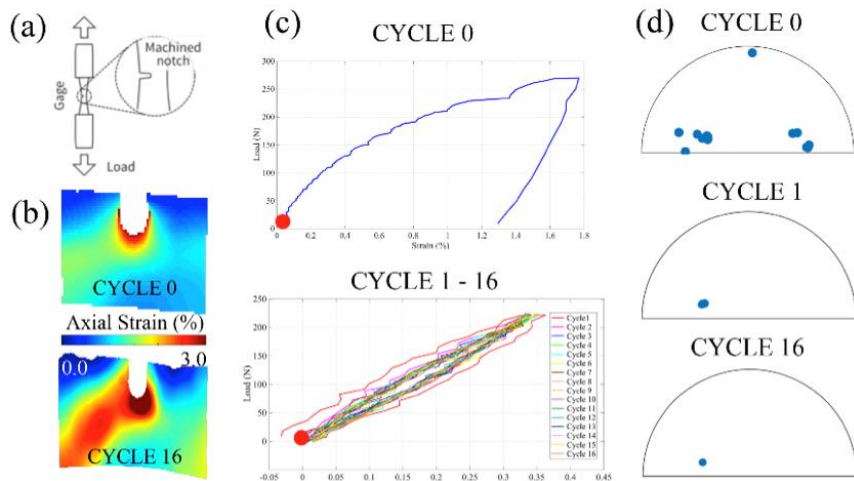 (a)
Machined
notch
Gage
Load
(b)
CYCLE 0
Axial Strain (%)
0.0
3.0
CYCLE 16
(c)
CYCLE 0
300
250
200
150
100
50
0
Load (N)
0
0.2
0.4
0.6
0.8
1
1.2
1.4
1.6
1.8
Strain (%)
CYCLE 1 - 16
250
200
150
100
50
0
-50
Load (N)
-0.05
0
0.05
0.1
0.15
0.2
0.25
0.3
0.35
0.4
0.45
Cycle1
Cycle 2
Cycle 3
Cycle 4
Cycle 5
Cycle 6
Cycle 7
Cycle 8
Cycle 9
Cycle 10
Cycle 11
Cycle 12
Cycle 13
Cycle 14
Cycle 15
Cycle 16
(d)
CYCLE 0
CYCLE 1
CYCLE 16